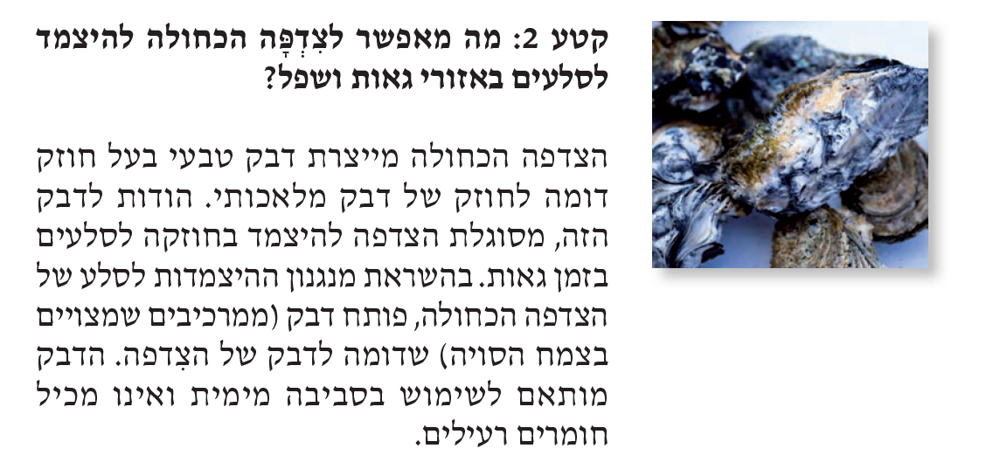 קטע 2: מה מאפשר לצִדְפָּה הכחולה להיצמד
לסלעים באזורי גאות ושפל?
הצדפה הכחולה מייצרת דבק טבעי בעל חוזק
דומה לחוזק של דבק מלאכותי. הודות לדבק
הזה, מסוגלת הצדפה להיצמד בחוזקה לסלעים
בזמן גאות. בהשראת מנגנון ההיצמדות לסלע של
הצדפה הכחולה, פותח דבק (ממרכיבים שמצויים
בצמח הסויה) שדומה לדבק של הצִדפה. הדבק
מותאם לשימוש בסביבה מימית ואינו מכיל
חומרים רעילים.